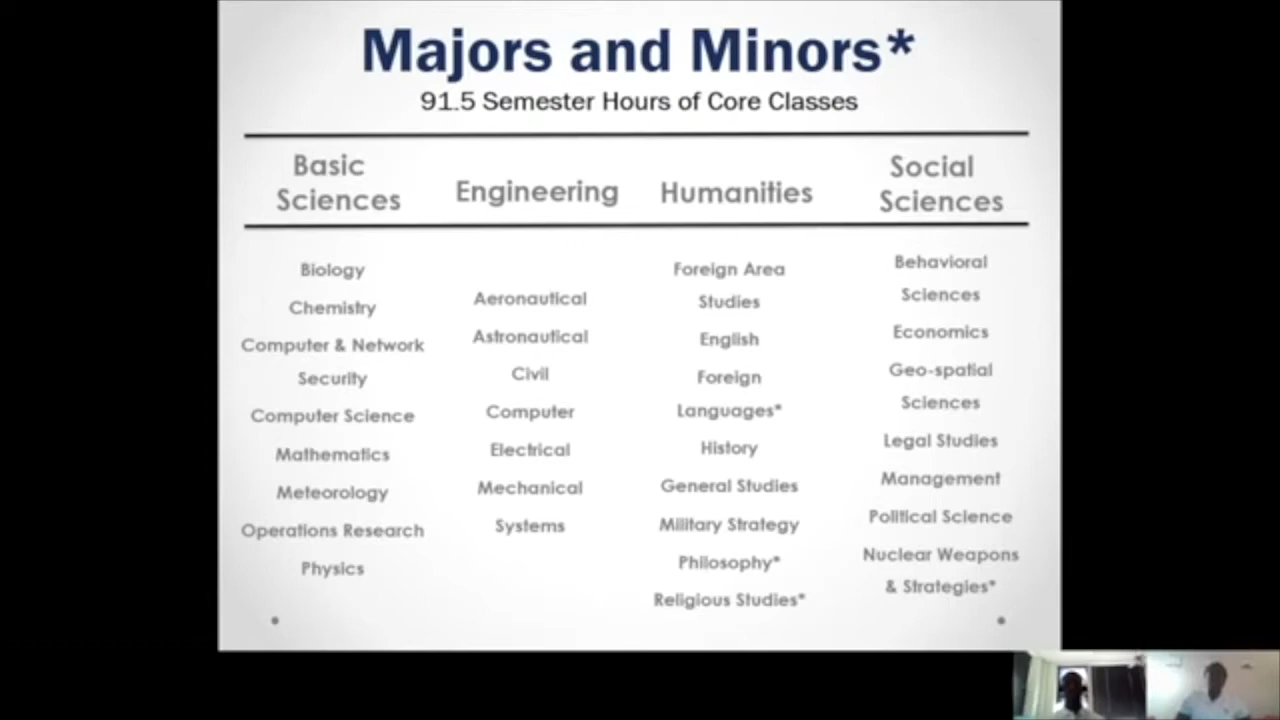 Majors and Minors*
91.5 Semester Hours of Core Classes
Basic
Sciences
Engineering
Humanities
Social
Sciences
Biology
Chemistry
Computer & Network
Security
Computer Science
Mathematics
Meteorology
Operations Research
Physics
Aeronautical
Astronautical
Civil
Computer
Electrical
Mechanical
Systems
Foreign Area
Studies
English
Foreign
Languages*
History
General Studies
Military Strategy
Philosophy*
Religious Studies*
Behavioral
Sciences
Economics
Geo-spatial
Sciences
Legal Studies
Management
Political Science
Nuclear Weapons
& Strategies*